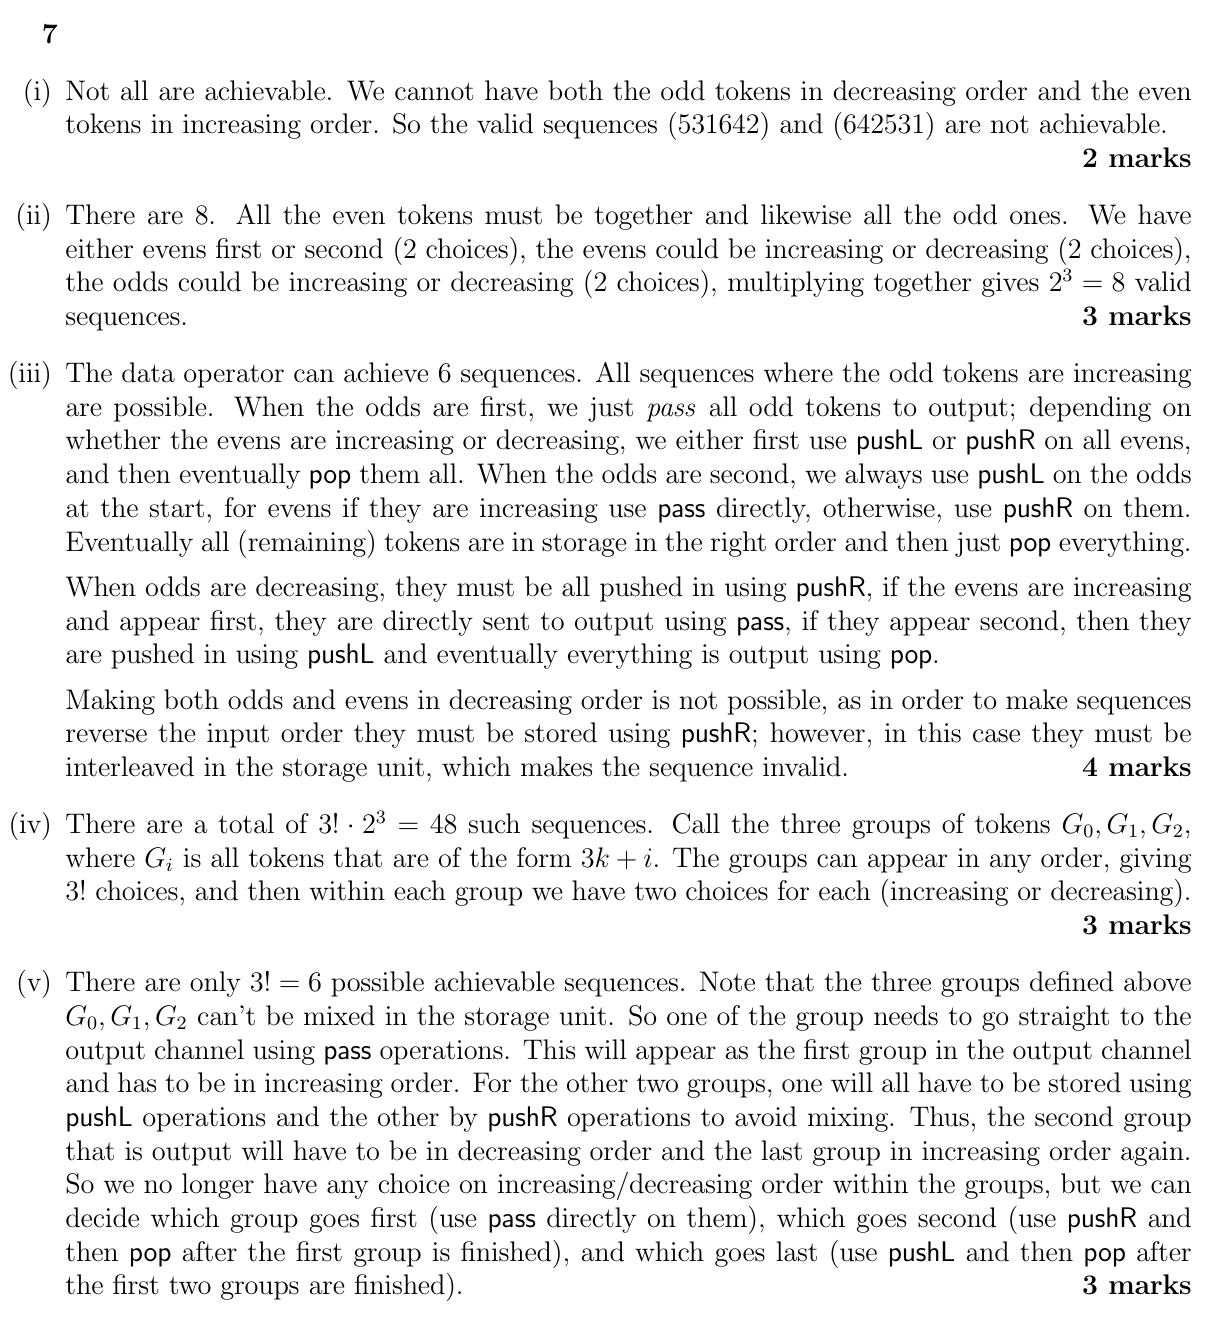 7
(i) Not all are achievable. We cannot have both the odd tokens in decreasing order and the even
tokens in increasing order. So the valid sequences (531642) and (642531) are not achievable.
2 marks
(ii) There are 8. All the even tokens must be together and likewise all the odd ones. We have
either evens first or second (2 choices), the evens could be increasing or decreasing (2 choices),
the odds could be increasing or decreasing (2 choices), multiplying together gives 2³ = 8 valid
sequences. 3 marks
(iii) The data operator can achieve 6 sequences. All sequences where the odd tokens are increasing
are possible. When the odds are first, we just pass all odd tokens to output; depending on
whether the evens are increasing or decreasing, we either first use pushL or pushR on all evens,
and then eventually pop them all. When the odds are second, we always use pushL on the odds
at the start, for evens if they are increasing use pass directly, otherwise, use pushR on them.
Eventually all (remaining) tokens are in storage in the right order and then just pop everything.
When odds are decreasing, they must be all pushed in using pushR, if the evens are increasing
and appear first, they are directly sent to output using pass, if they appear second, then they
are pushed in using pushL and eventually everything is output using pop.
Making both odds and evens in decreasing order is not possible, as in order to make sequences
reverse the input order they must be stored using pushR; however, in this case they must be
interleaved in the storage unit, which makes the sequence invalid. 4 marks
(iv) There are a total of 3! · 2³ = 48 such sequences. Call the three groups of tokens G₀, G₁, G₂,
where Gᵢ is all tokens that are of the form 3k + i. The groups can appear in any order, giving
3! choices, and then within each group we have two choices for each (increasing or decreasing).
3 marks
(v) There are only 3! = 6 possible achievable sequences. Note that the three groups defined above
G₀, G₁, G₂ can't be mixed in the storage unit. So one of the group needs to go straight to the
output channel using pass operations. This will appear as the first group in the output channel
and has to be in increasing order. For the other two groups, one will all have to be stored using
pushL operations and the other by pushR operations to avoid mixing. Thus, the second group
that is output will have to be in decreasing order and the last group in increasing order again.
So we no longer have any choice on increasing/decreasing order within the groups, but we can
decide which group goes first (use pass directly on them), which goes second (use pushR and
then pop after the first group is finished), and which goes last (use pushL and then pop after
the first two groups are finished). 3 marks